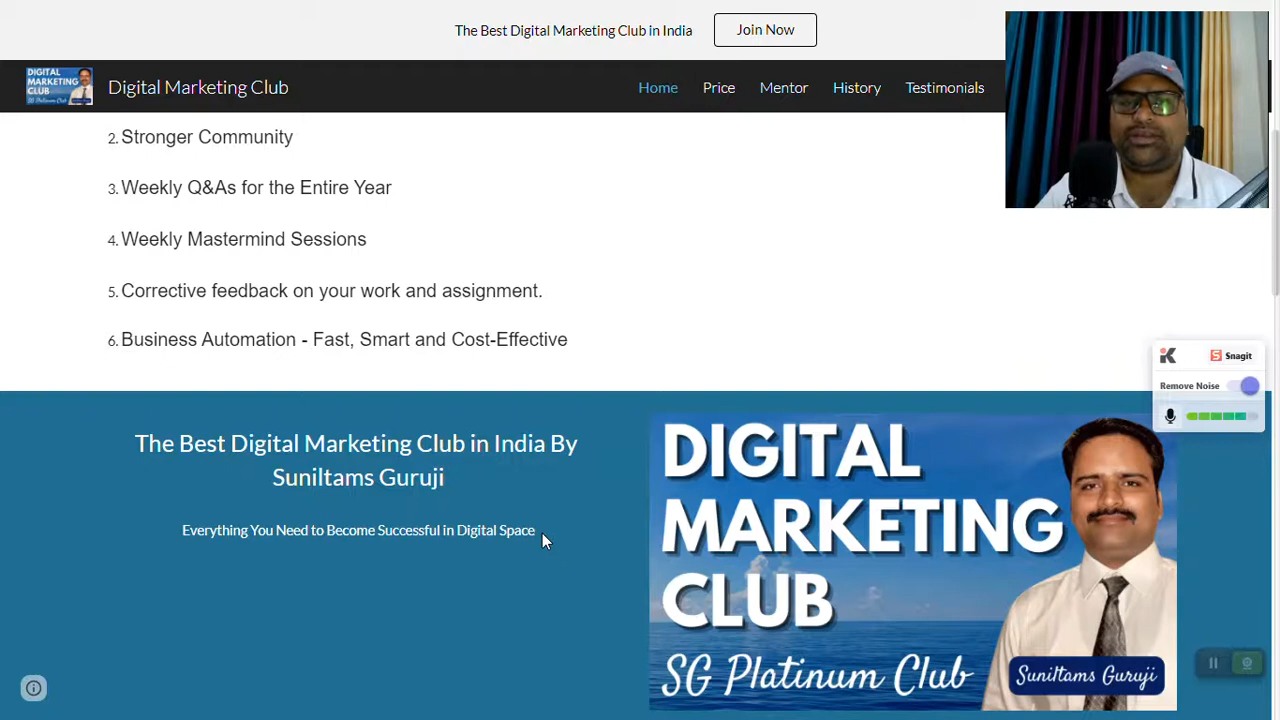 The Best Digital Marketing Club in India
Join Now
DIGITAL
MARKETING
CLUB
SG Platinum Club
Digital Marketing Club
Home
Price
Mentor
History
Testimonials
2. Stronger Community
3. Weekly Q&As for the Entire Year
4. Weekly Mastermind Sessions
5. Corrective feedback on your work and assignment.
6. Business Automation - Fast, Smart and Cost-Effective
Snagit
Remove Noise
The Best Digital Marketing Club in India By
Suniltams Guruji
Everything You Need to Become Successful in Digital Space
DIGITAL
MARKETING
CLUB
SG Platinum Club
Suniltams Guruji